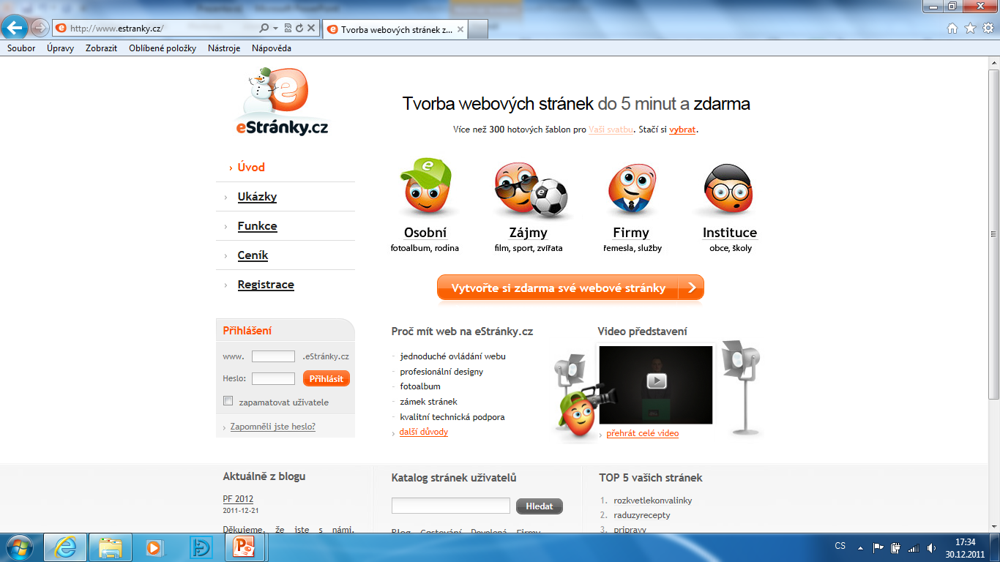 http://www.estranky.cz/
Tvorba webových stránek z...
Soubor Úpravy Zobrazit Oblíbené položky Nástroje Nápověda
eStránky.cz
Tvorba webových stránek do 5 minut a zdarma
Více než 300 hotových šablon pro Vaši svatbu. Stačí si vybrat.
Úvod
Ukázky
Funkce
Ceník
Registrace
Osobní
fotoalbum, rodina
Zájmy
film, sport, zvířata
Firmy
řemesla, služby
Instituce
obce, školy
Vytvořte si zdarma své webové stránky
Přihlášení
www. .eStránky.cz
Heslo: Přihlásit
zapamatovat uživatele
Zapomněli jste heslo?
Proč mít web na eStránky.cz
- jednoduché ovládání webu
- profesionální designy
- fotoalbum
- zámek stránek
- kvalitní technická podpora
další důvody
Video představení
přehrát celé video
Aktuálně z blogu
PF 2012
2011-12-21
Děkujeme, že jste s námi.
Katalog stránek uživatelů
Hledat
Blog Cestování Dovolená Firmy
TOP 5 vašich stránek
1. rozkvetlekonvalinky
2. raduzyrecepty
3. pripravy
CS
17:34
30.12.2011